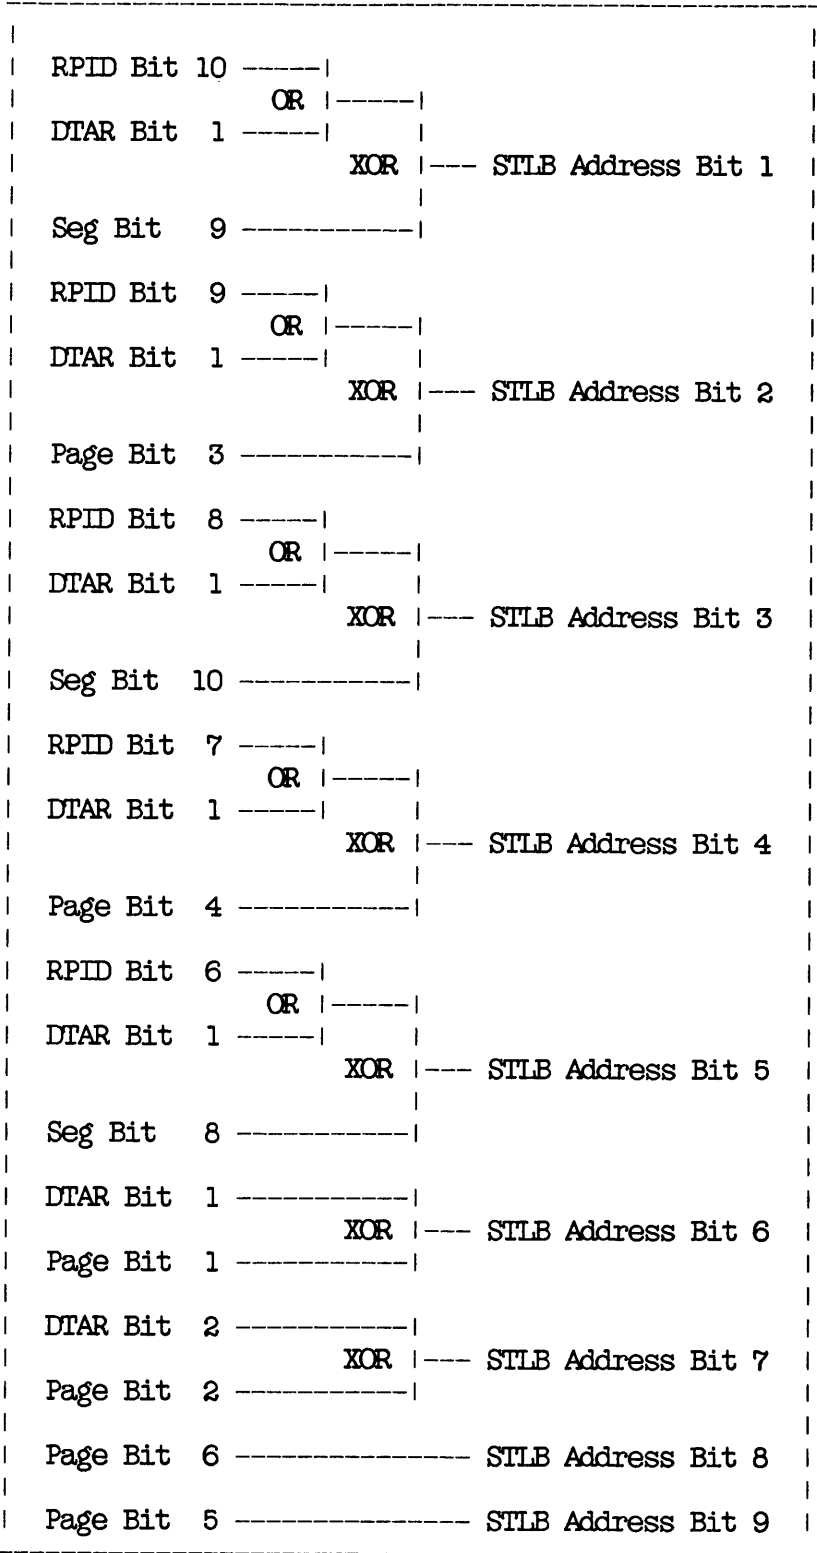 RPID Bit 10 -----|
OR |-----|
DTAR Bit 1 -----| |
XOR |--- STLB Address Bit 1
Seg Bit 9 -----------|
RPID Bit 9 -----|
OR |-----|
DTAR Bit 1 -----| |
XOR |--- STLB Address Bit 2
Page Bit 3 -----------|
RPID Bit 8 -----|
OR |-----|
DTAR Bit 1 -----| |
XOR |--- STLB Address Bit 3
Seg Bit 10 -----------|
RPID Bit 7 -----|
OR |-----|
DTAR Bit 1 -----| |
XOR |--- STLB Address Bit 4
Page Bit 4 -----------|
RPID Bit 6 -----|
OR |-----|
DTAR Bit 1 -----| |
XOR |--- STLB Address Bit 5
Seg Bit 8 -----------|
DTAR Bit 1 -----------|
XOR |--- STLB Address Bit 6
Page Bit 1 -----------|
DTAR Bit 2 -----------|
XOR |--- STLB Address Bit 7
Page Bit 2 -----------|
Page Bit 6 --------------- STLB Address Bit 8
Page Bit 5 --------------- STLB Address Bit 9